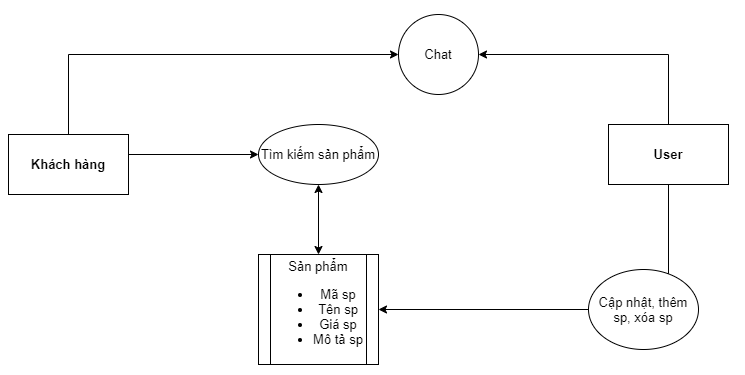 Chat
Khách hàng
Tìm kiếm sản phẩm
User
Sản phẩm
• Mã sp
• Tên sp
• Giá sp
• Mô tả sp
Cập nhật, thêm
sp, xóa sp